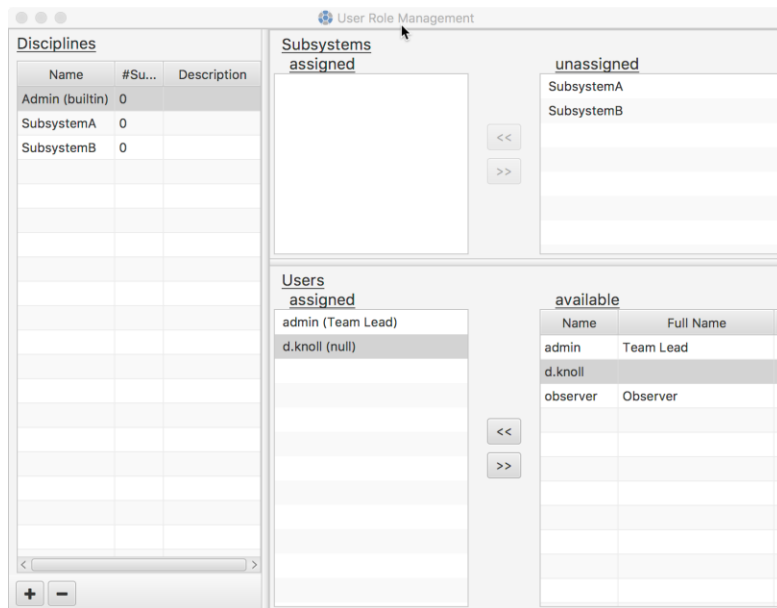 User Role Management
Disciplines
Name #Su... Description
Admin (builtin) 0
SubsystemA 0
SubsystemB 0
+ −
Subsystems
assigned
<<
>>
unassigned
SubsystemA
SubsystemB
Users
assigned
admin (Team Lead)
d.knoll (null)
<<
>>
available
Name Full Name
admin Team Lead
d.knoll
observer Observer